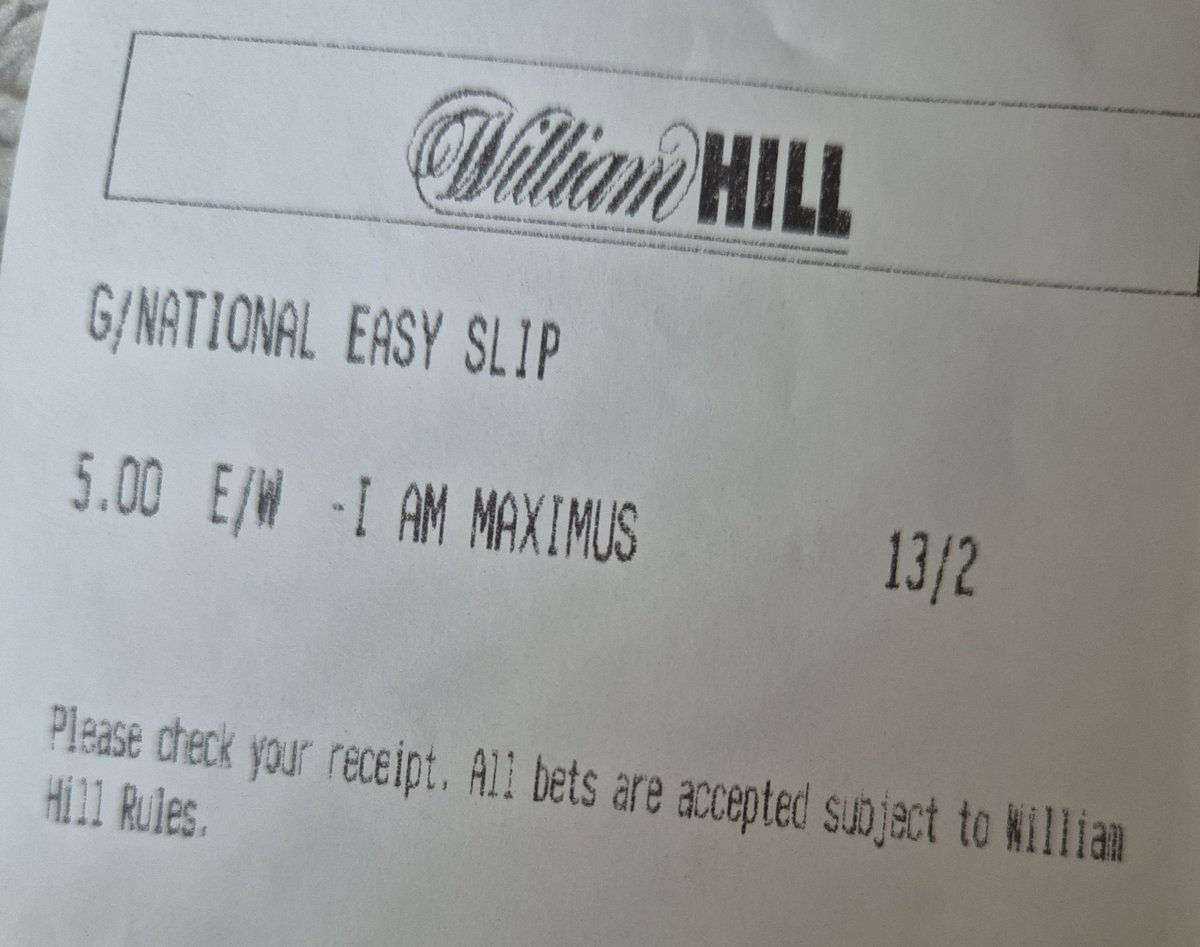 William HILL
G/NATIONAL EASY SLIP
5.00 E/W -I AM MAXIMUS 13/2
Please check your receipt. All bets are accepted subject to William
Hill Rules.